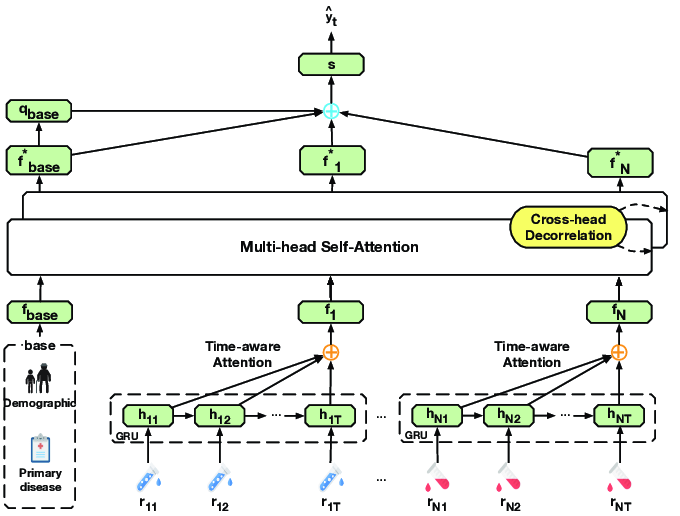 ŷt
s
qbase
f*base
f*1
f*N
Cross-head
Decorrelation
Multi-head Self-Attention
fbase
f1
fN
base
Demographic
Primary
disease
Time-aware
Attention
Time-aware
Attention
h11
h12
...
h1T
GRU
...
hN1
hN2
...
hNT
GRU
r11
r12
r1T
...
rN1
rN2
rNT